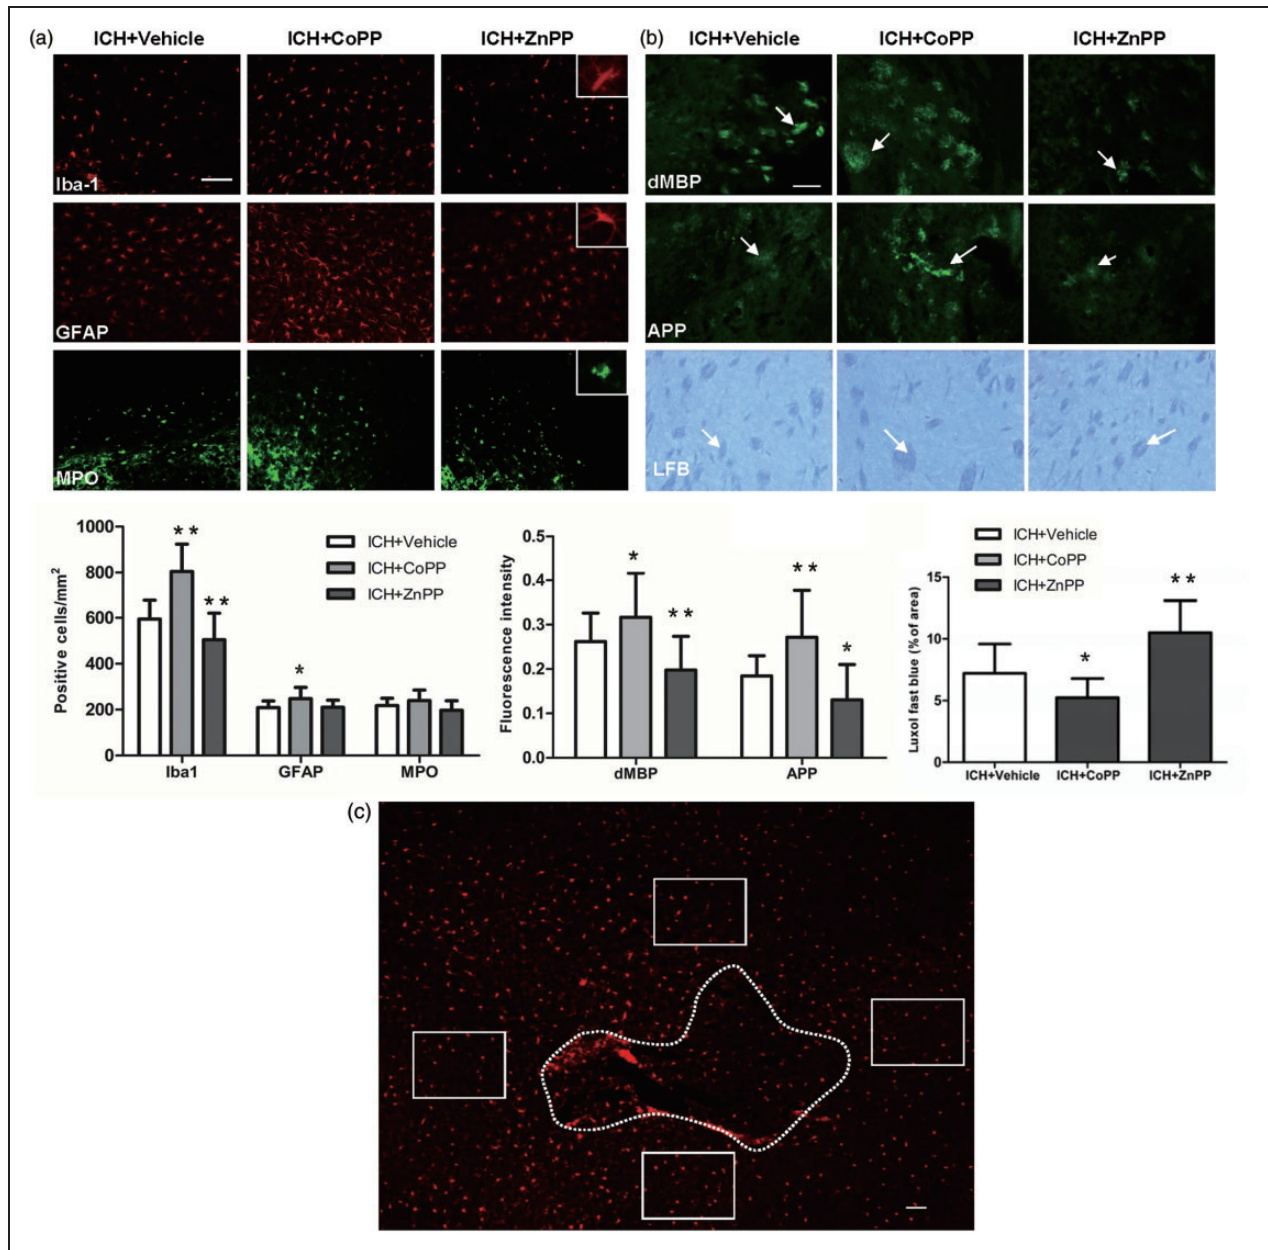 (a) ICH+Vehicle ICH+CoPP ICH+ZnPP
Iba-1
GFAP
MPO
(b) ICH+Vehicle ICH+CoPP ICH+ZnPP
dMBP
APP
LFB
Positive cells/mm²
1000
800
600
400
200
0
** ** *
ICH+Vehicle
ICH+CoPP
ICH+ZnPP
Iba1 GFAP MPO
Fluorescence intensity
0.5
0.4
0.3
0.2
0.1
0.0
* ** ** *
dMBP APP
ICH+Vehicle
ICH+CoPP
ICH+ZnPP
Luxol fast blue (%of area)
15
10
5
0
* **
ICH+Vehicle ICH+CoPP ICH+ZnPP
(c)